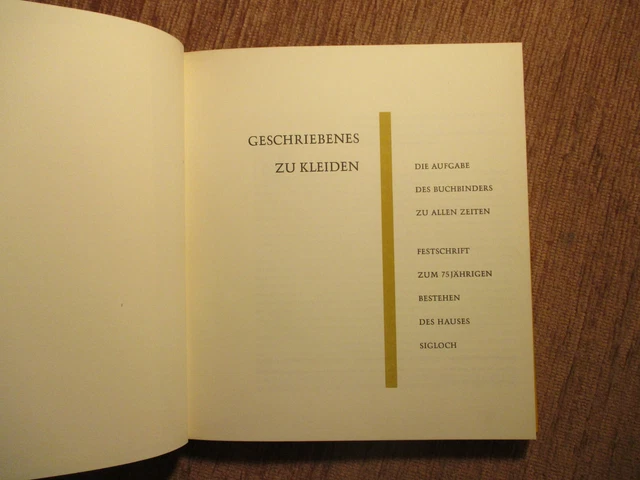 GESCHRIEBENES
ZU KLEIDEN
DIE AUFGABE
DES BUCHBINDERS
ZU ALLEN ZEITEN
FESTSCHRIFT
ZUM 75JÄHRIGEN
BESTEHEN
DES HAUSES
SIGLOCH